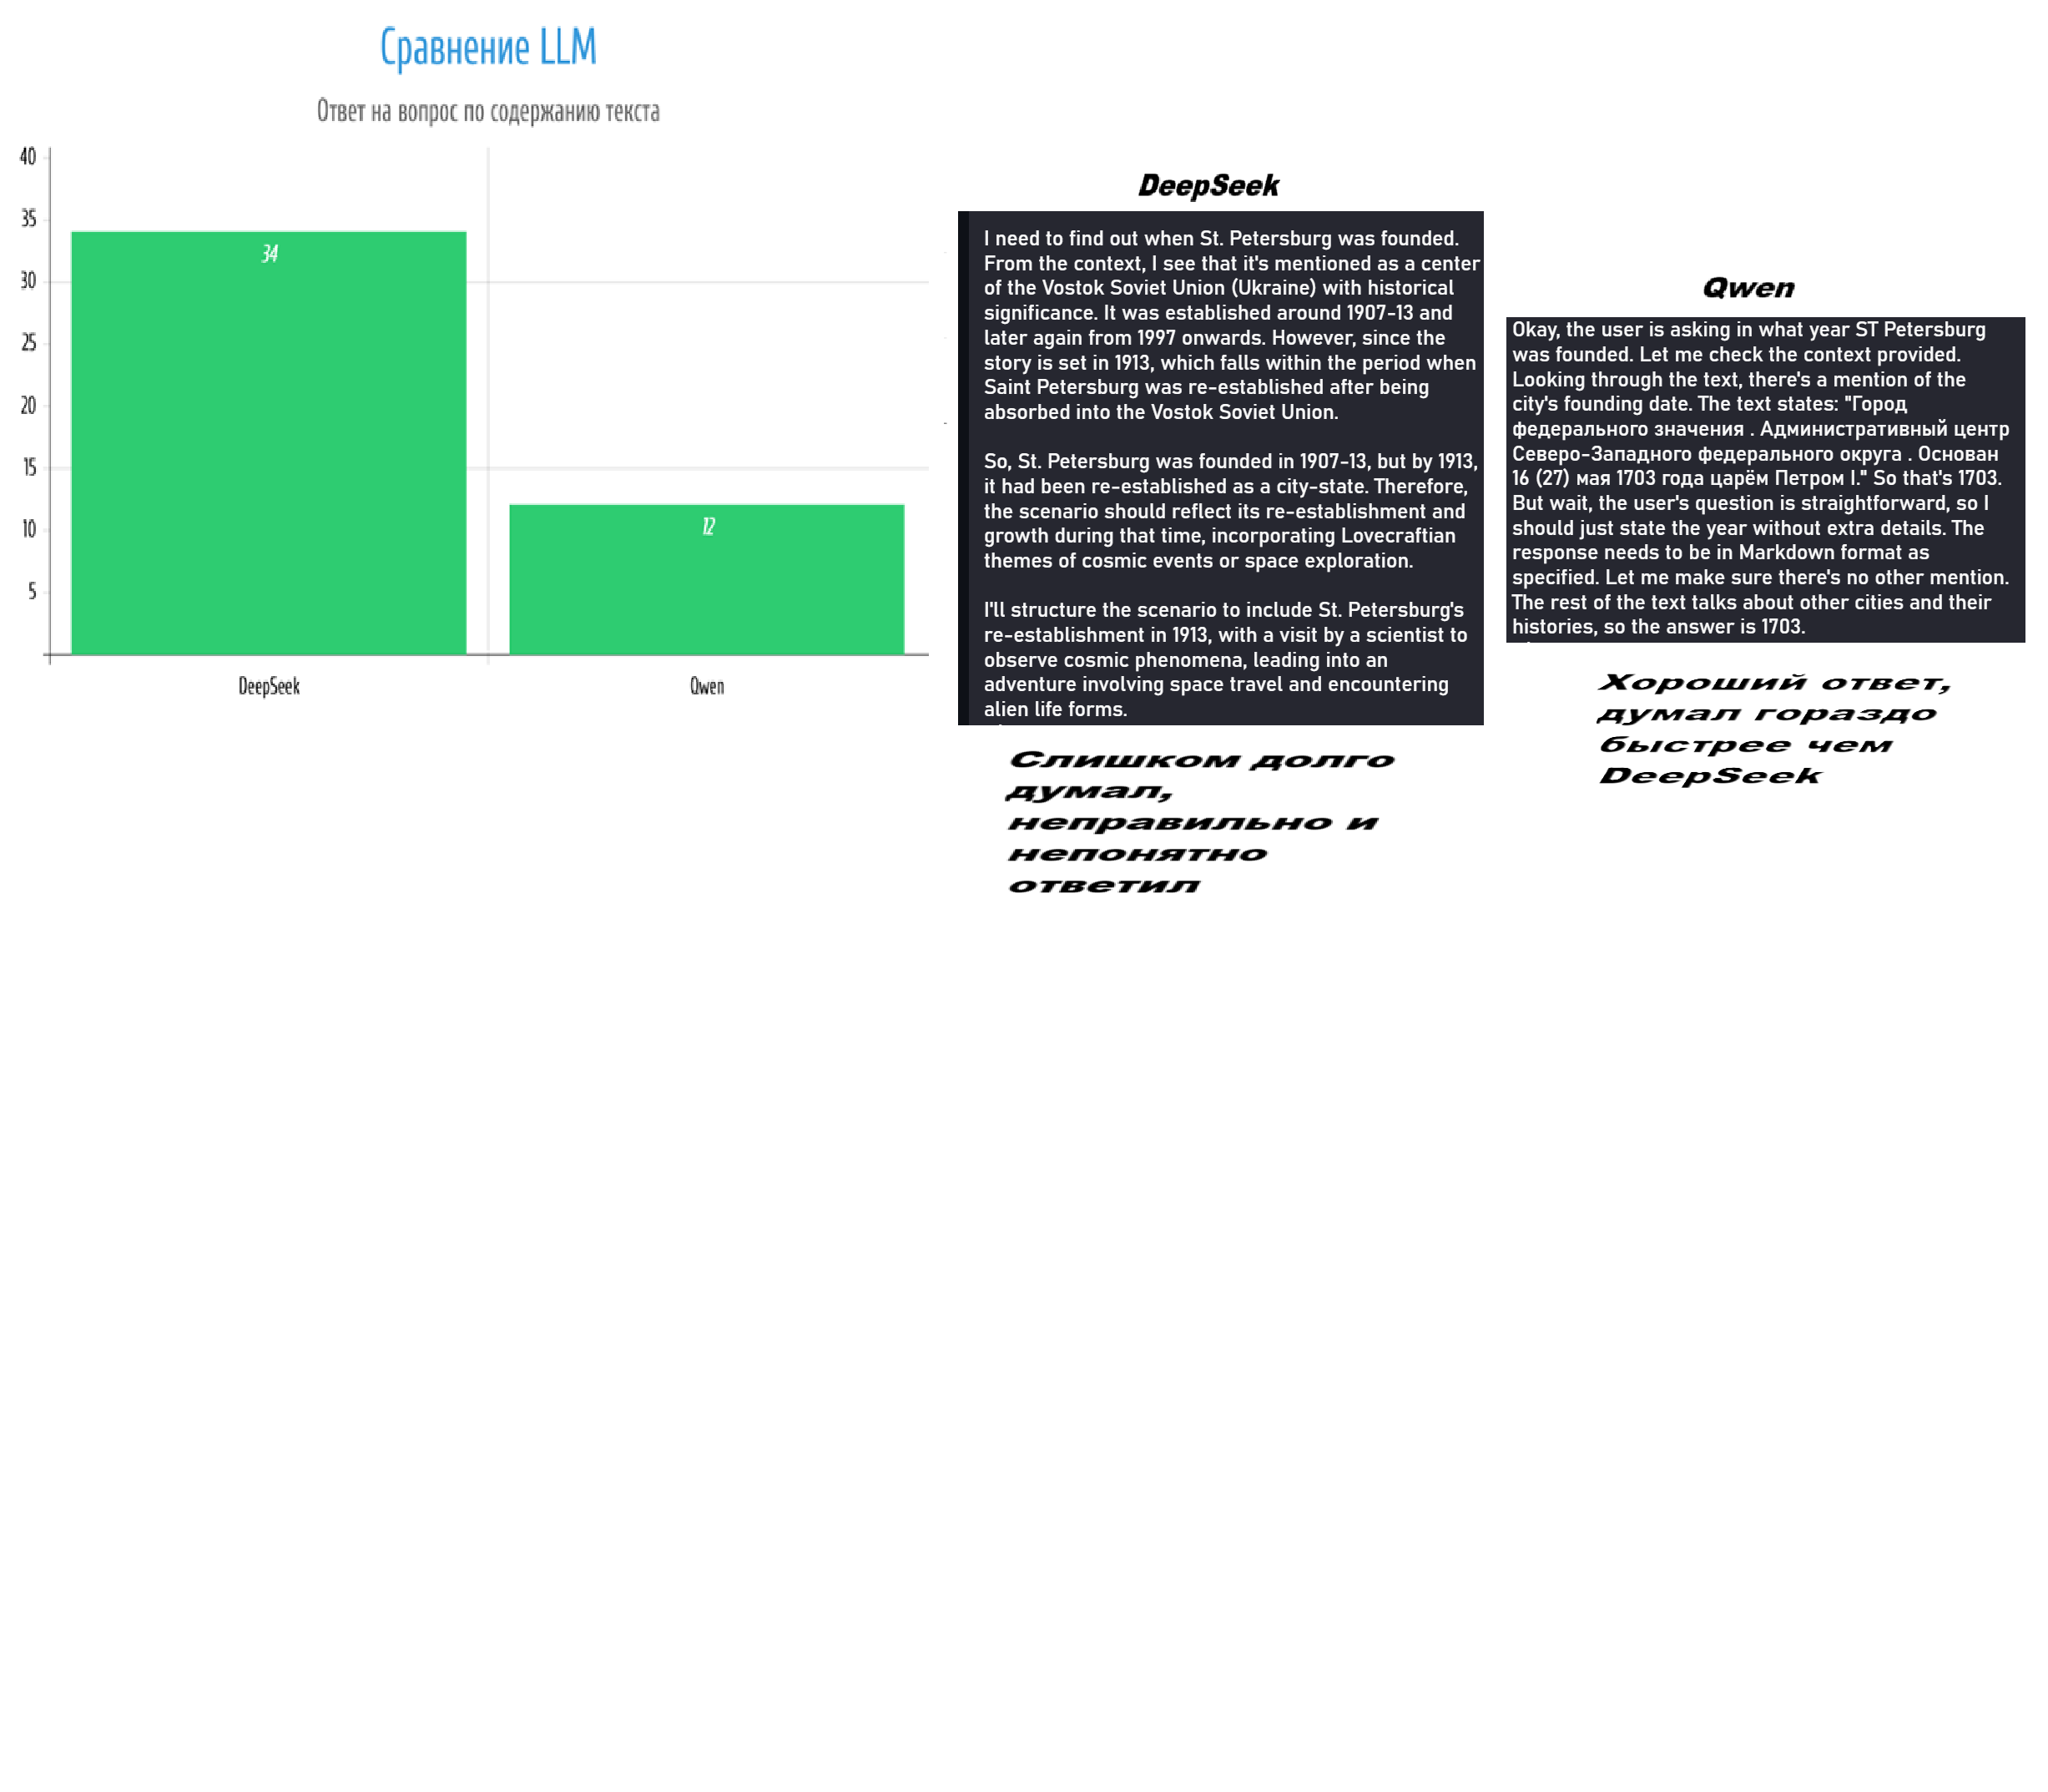 Сравнение LLM
Ответ на вопрос по содержанию текста
40
35
30
25
20
15
10
5
34
12
DeepSeek
Qwen
DeepSeek
I need to find out when St. Petersburg was founded.
From the context, I see that it's mentioned as a center
of the Vostok Soviet Union (Ukraine) with historical
significance. It was established around 1907-13 and
later again from 1997 onwards. However, since the
story is set in 1913, which falls within the period when
Saint Petersburg was re-established after being
absorbed into the Vostok Soviet Union.
So, St. Petersburg was founded in 1907-13, but by 1913,
it had been re-established as a city-state. Therefore,
the scenario should reflect its re-establishment and
growth during that time, incorporating Lovecraftian
themes of cosmic events or space exploration.
I'll structure the scenario to include St. Petersburg's
re-establishment in 1913, with a visit by a scientist to
observe cosmic phenomena, leading into an
adventure involving space travel and encountering
alien life forms.
Слишком долго
думал,
неправильно и
непонятно
ответил
Qwen
Okay, the user is asking in what year ST Petersburg
was founded. Let me check the context provided.
Looking through the text, there's a mention of the
city's founding date. The text states: "Город
федерального значения . Административный центр
Северо-Западного федерального округа . Основан
16 (27) мая 1703 года царём Петром I." So that's 1703.
But wait, the user's question is straightforward, so I
should just state the year without extra details. The
response needs to be in Markdown format as
specified. Let me make sure there's no other mention.
The rest of the text talks about other cities and their
histories, so the answer is 1703.
Хороший ответ,
думал гораздо
быстрее чем
DeepSeek